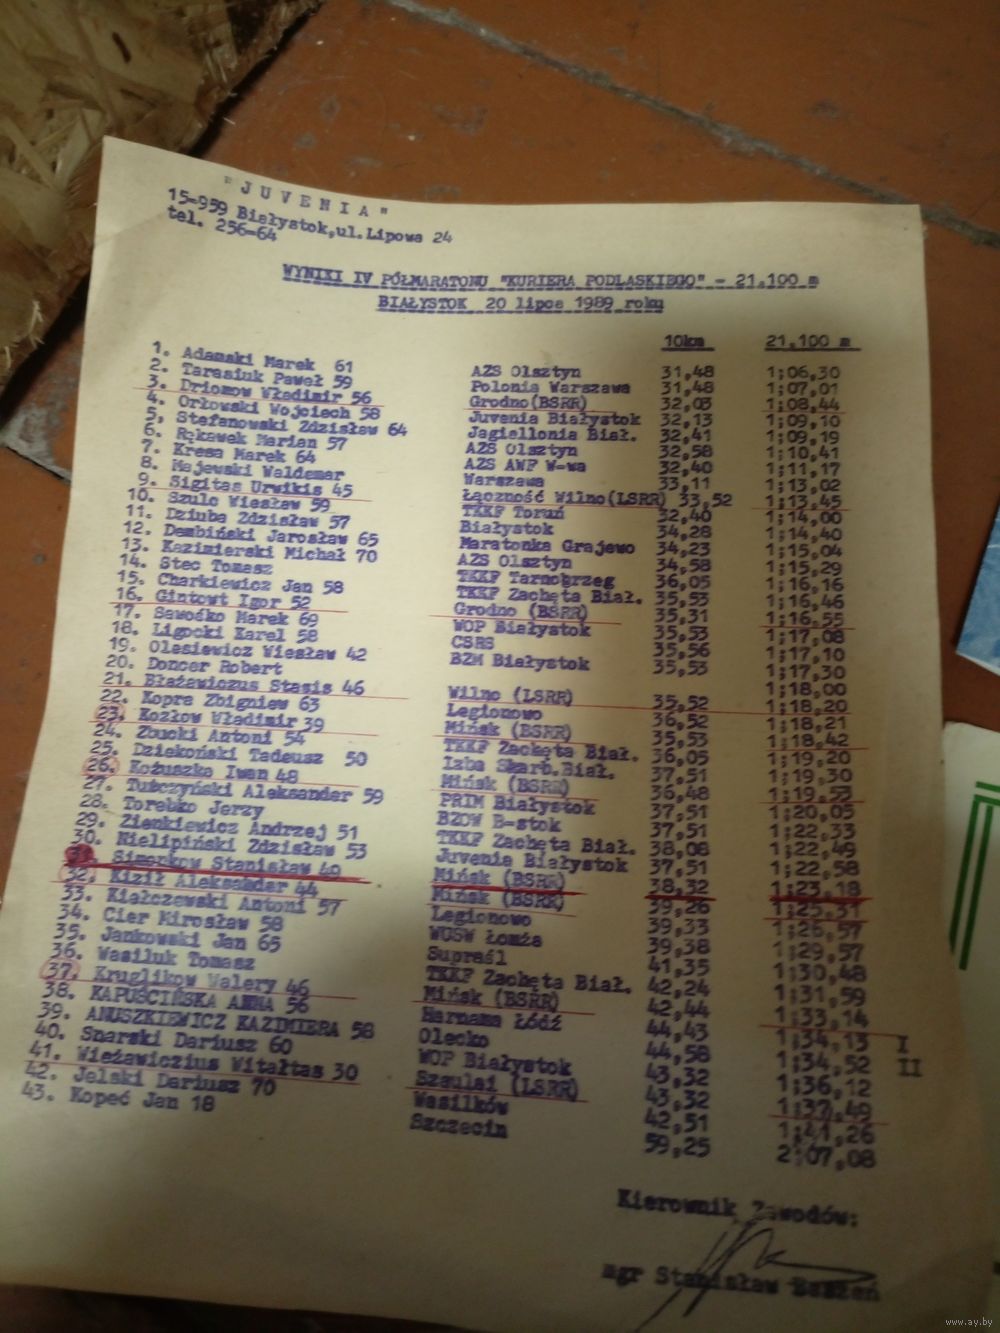 "JUVENIA"
15-959 Białystok,ul.Lipowa 24
tel. 256-64
WYNIKI IV PÓŁMARATONU "KURIERA PODLASKIEGO" - 21.100 m
BIAŁYSTOK 20 lipca 1989 roku
10km 21,100 m
1. Adamski Marek 61 AZS Olsztyn 31,48 1:06,30
2. Tarasiuk Paweł 59 Polonia Warszawa 31,48 1:07,01
3. Driomow Władimir 56 Grodno(BSRR) 32,03 1:08,44
4. Orłowski Wojciech 58 Juvenia Białystok 32,13 1:09,10
5, Stefanowski Zdzisław 64 Jagiellonia Biał. 32,41 1:09,19
6. Rękawek Marian 57 AZS Olsztyn 32,58 1:10,41
7. Kresa Marek 64 AZS AWF W-wa 32,40 1:11,17
8. Majewski Waldemar Warszawa 33,11 1:13,02
9. Sigitas Urwikis 45 Łączność Wilno(LSRR) 33,52 1:13,45
10. Szulc Wiesław 59 TKKF Toruń 32,40 1:14,00
11. Dziuba Zdzisław 57 Białystok 34,28 1:14,40
12. Dembiński Jarosław 65 Maratonka Grajewo 34,23 1:15,04
13. Kazimierski Michał 70 AZS Olsztyn 34,58 1:15,29
14. Stec Tomasz TKKF Tarnobrzeg 36,05 1:16,16
15. Charkiewicz Jan 58 TKKF Zachęta Biał. 35,53 1:16,46
16. Gintowt Igor 52 Grodno (BSRR) 35,31 1:16,55
17. Sawośko Marek 69 WOP Białystok 35,53 1:17,08
18. Ligocki Karel 58 CSRS 35,56 1:17,10
19. Olesiewicz Wiesław 42 BZM Białystok 35,53 1:17,30
20. Doncer Robert 1:18,00
21. Błażawiczus Stasis 46 Wilno (LSRR) 35,52 1:18,20
22. Kopra Zbigniew 63 Legionowo 36,52 1:18,21
23. Kozłow Władimir 39 Mińsk (BSRR) 35,53 1:18,42
24. Zbucki Antoni 54 TKKF Zachęta Biał. 36,05 1:19,20
25. Dziekoński Tadeusz 50 Izba Skarb.Biał. 37,51 1:19,30
26. Kożuszko Iwan 48 Mińsk (BSRR) 36,48 1:19,53
27. Turczyński Aleksander 59 PRIM Białystok 37,51 1:20,05
28. Torebko Jerzy BZOW B-stok 37,51 1:22,33
29. Zienkiewicz Andrzej 51 TKKF Zachęta Biał. 38,08 1:22,49
30. Nielipiński Zdzisław 53 Juvenia Białystok 37,51 1:22,58
31. Simenkow Stanisław 40 Mińsk (BSRR) 38,32 1:23,18
32. Kiził Aleksander 44 Mińsk (BSRR) 39,26 1:25,31
33. Kiałczewski Antoni 57 Legionowo 39,33 1:26,57
34. Cier Mirosław 58 WUSW Łomża 39,38 1:29,57
35. Jankowski Jan 65 Supraśl 41,35 1:30,48
36. Wasiluk Tomasz TKKF Zachęta Biał. 42,24 1:31,59
37. Kruglikow Walery 46 Mińsk (BSRR) 42,44 1:33,14
38. KAPUŚCIŃSKA ANNA 56 Harnama Łódź 44,43 1:34,13 I
39. ANUSZKIEWICZ KAZIMIERA 58 Olecko 44,58 1:34,52 II
40. Snarski Dariusz 60 WOP Białystok 43,32 1:36,12
41. Wieżawiczius Witałtas 30 Szaulai (LSRR) 43,32 1:37,49
42. Jelski Dariusz 70 Wasilków 42,51 1:41,26
43. Kopeć Jan 18 Szczecin 59,25 2:07,08
Kierownik Zawodów:
mgr Stanisław
www.ay.by